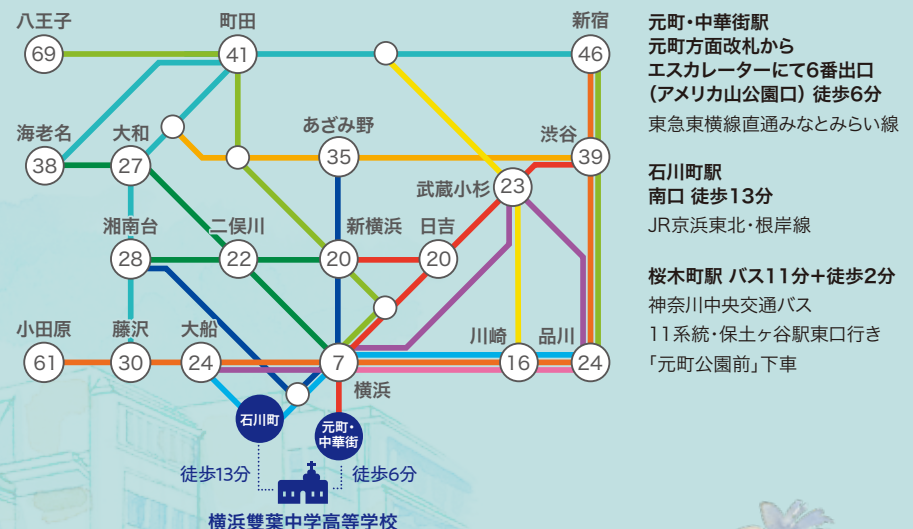 八王子
69
町田
41
新宿
46
海老名
38
大和
27
あざみ野
35
渋谷
39
武蔵小杉
23
湘南台
28
二俣川
22
新横浜
20
日吉
20
小田原
61
藤沢
30
大船
24
7
横浜
川崎
16
品川
24
石川町
元町・
中華街
徒歩13分
徒歩6分
横浜雙葉中学高等学校
元町・中華街駅
元町方面改札から
エスカレーターにて6番出口
（アメリカ山公園口） 徒歩6分
東急東横線直通みなとみらい線
石川町駅
南口 徒歩13分
JR京浜東北・根岸線
桜木町駅 バス11分＋徒歩2分
神奈川中央交通バス
11系統・保土ヶ谷駅東口行き
「元町公園前」下車